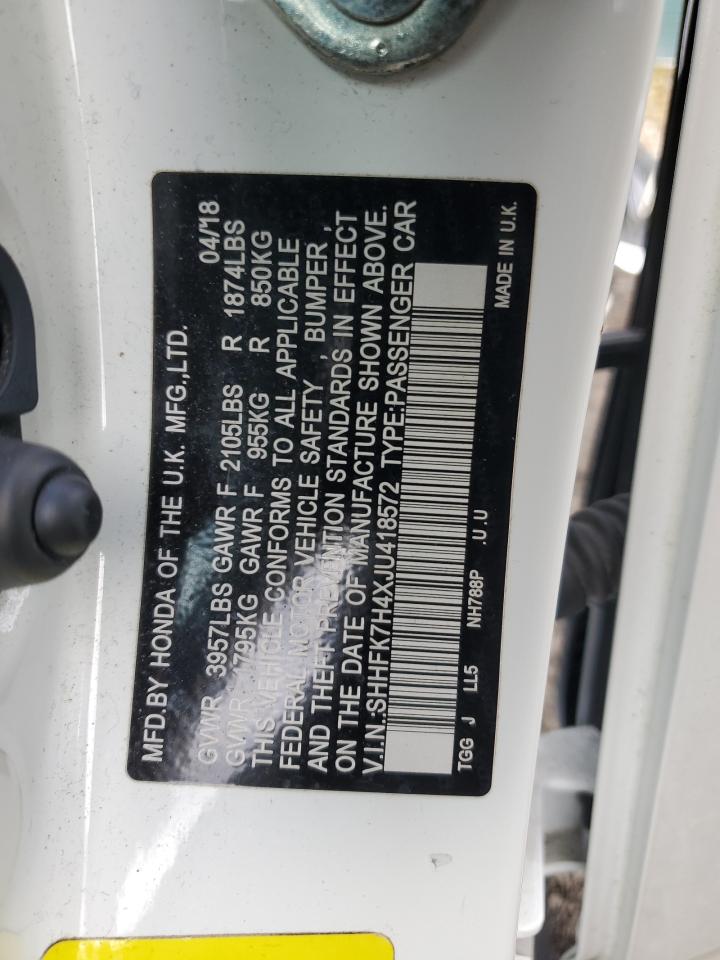 MFD.BY HONDA OF THE U.K. MFG.,LTD.
04/18
GVWR 3957LBS GAWR F 2105LBS R 1874LBS
GVWR 1795KG GAWR F 955KG R 850KG
THIS VEHICLE CONFORMS TO ALL APPLICABLE
FEDERAL MOTOR VEHICLE SAFETY , BUMPER ,
AND THEFT PREVENTION STANDARDS IN EFFECT
ON THE DATE OF MANUFACTURE SHOWN ABOVE.
V.I.N.:SHHFK7H4XJU418572 TYPE:PASSENGER CAR
TGG J LL5 NH788P .U.U MADE IN U.K.